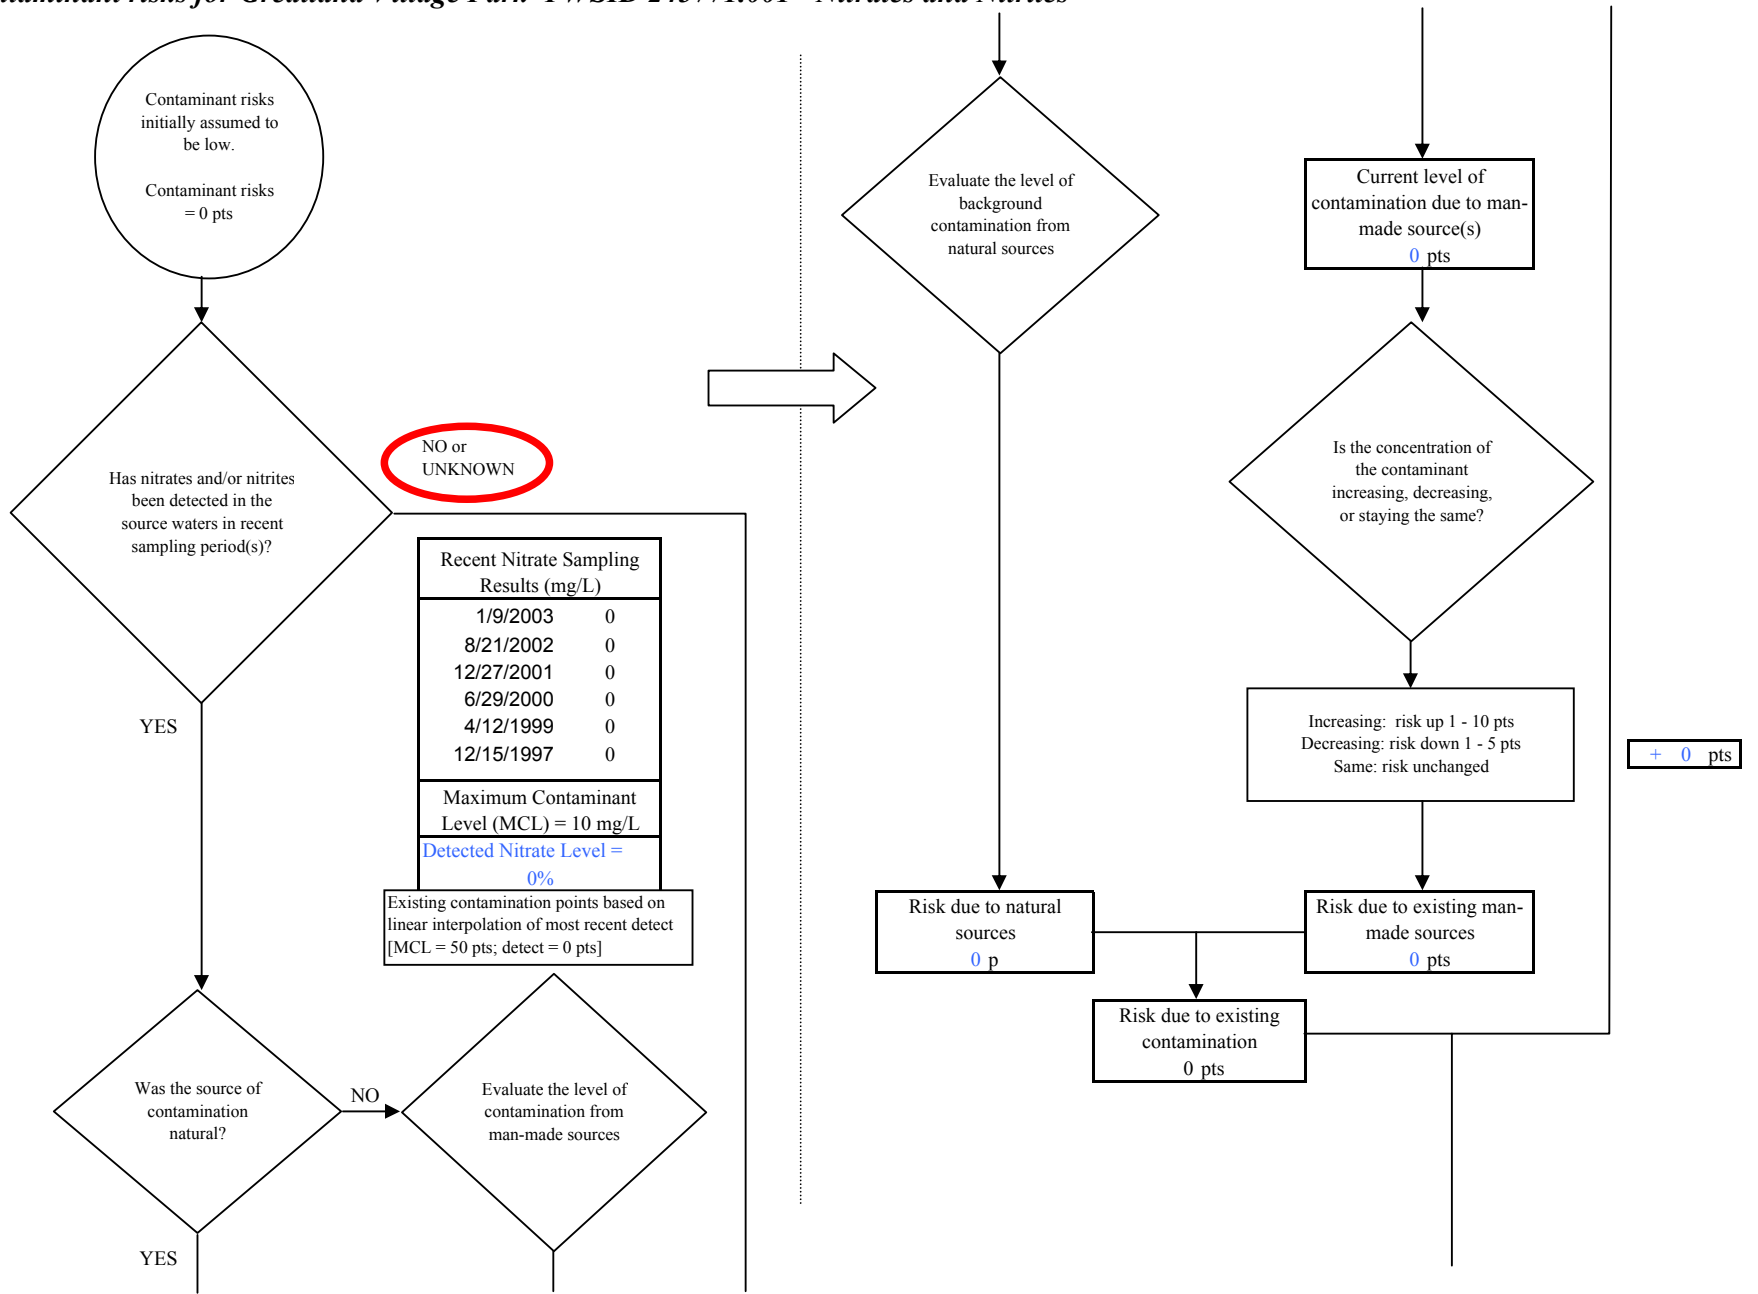 Contaminant risks
initially assumed to
be low.
Contaminant risks
= 0 pts
Has nitrates and/or nitrites
been detected in the
source waters in recent
sampling period(s)?
NO or
UNKNOWN
YES
Recent Nitrate Sampling
Results (mg/L)
1/9/2003 0
8/21/2002 0
12/27/2001 0
6/29/2000 0
4/12/1999 0
12/15/1997 0
Maximum Contaminant
Level (MCL) = 10 mg/L
Detected Nitrate Level =
0%
Existing contamination points based on
linear interpolation of most recent detect
[MCL = 50 pts; detect = 0 pts]
Was the source of
contamination
natural?
NO
YES
Evaluate the level of
contamination from
man-made sources
Evaluate the level of
background
contamination from
natural sources
Current level of
contamination due to man-
made source(s)
0 pts
Is the concentration of
the contaminant
increasing, decreasing,
or staying the same?
Increasing: risk up 1 - 10 pts
Decreasing: risk down 1 - 5 pts
Same: risk unchanged
+ 0 pts
Risk due to natural
sources
0 p
Risk due to existing man-
made sources
0 pts
Risk due to existing
contamination
0 pts